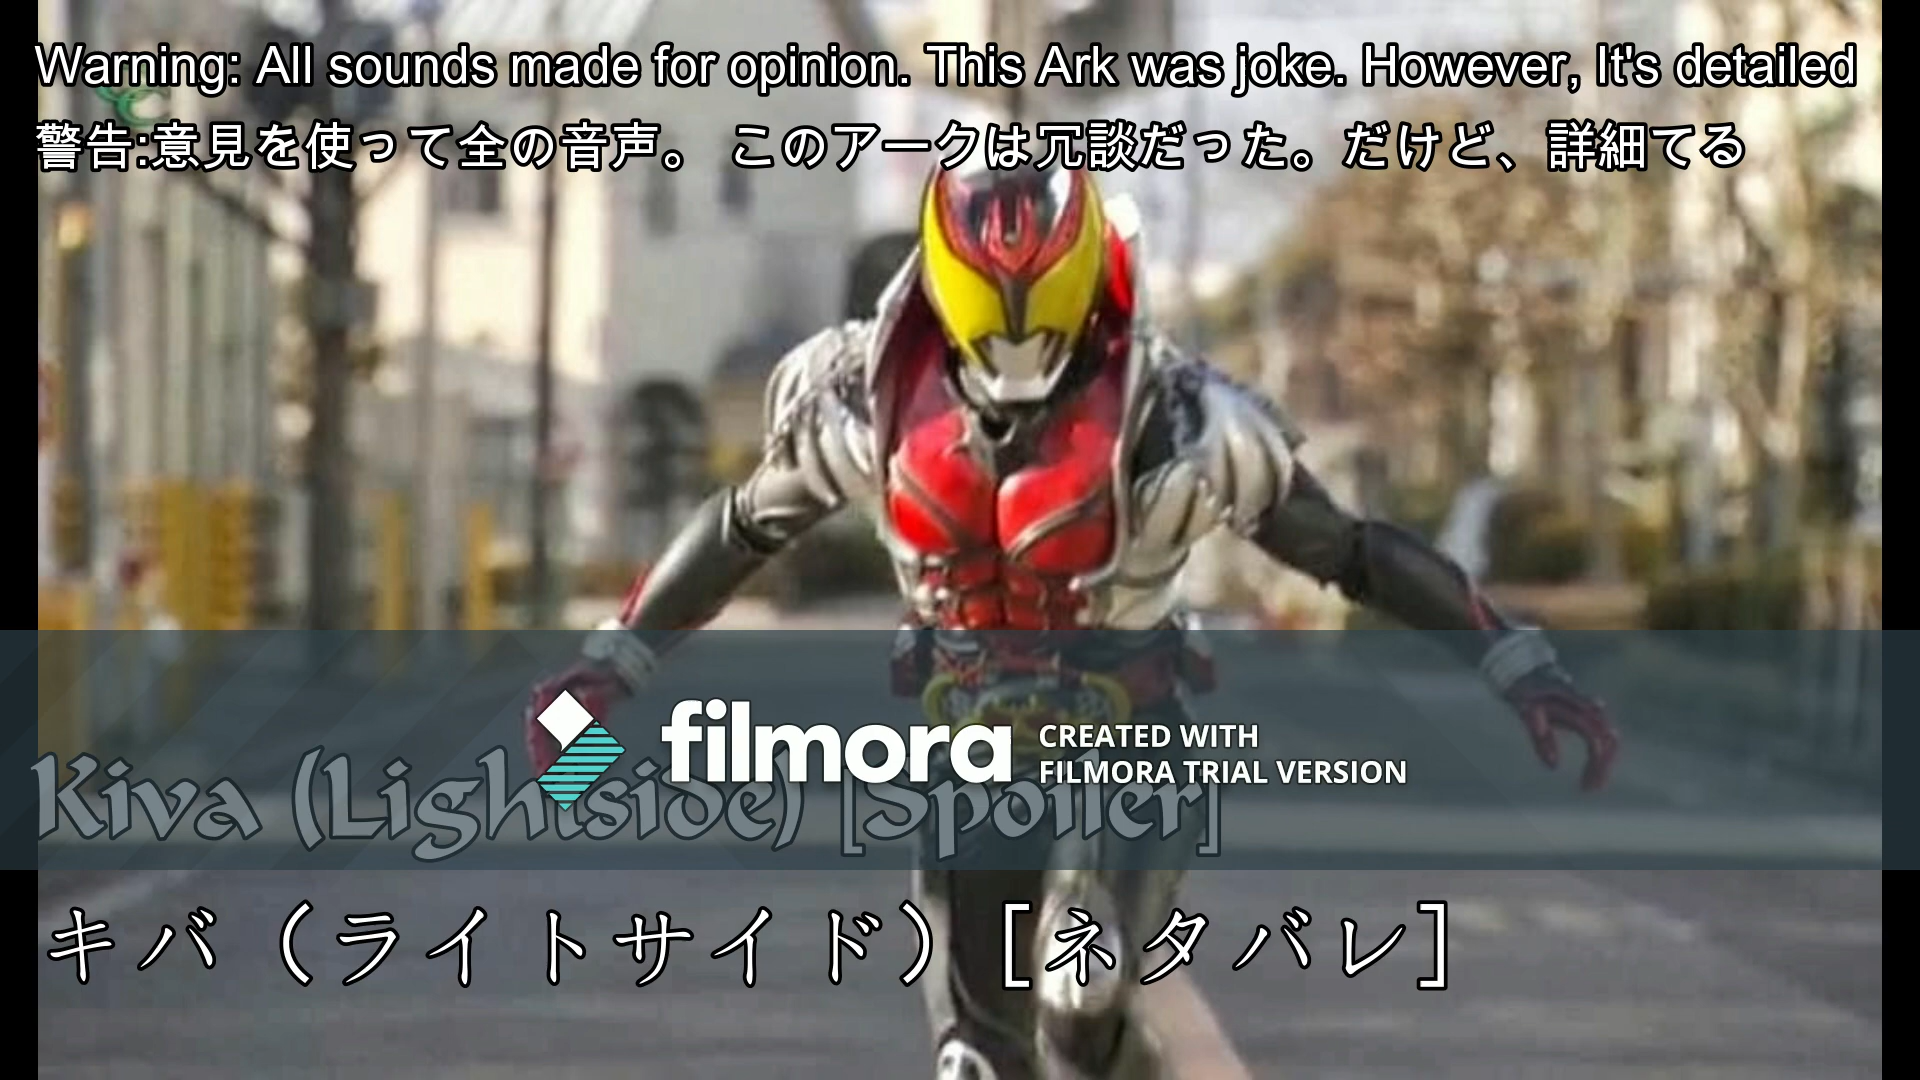 Warning: All sounds made for opinion. This Ark was joke. However, It's detailed
警告:意見を使って全の音声。 このアークは冗談だった。だけど、詳細てる
filmora
CREATED WITH
FILMORA TRIAL VERSION
Kiva (Lightside) [Spoiler]
キバ（ライトサイド）[ネタバレ]